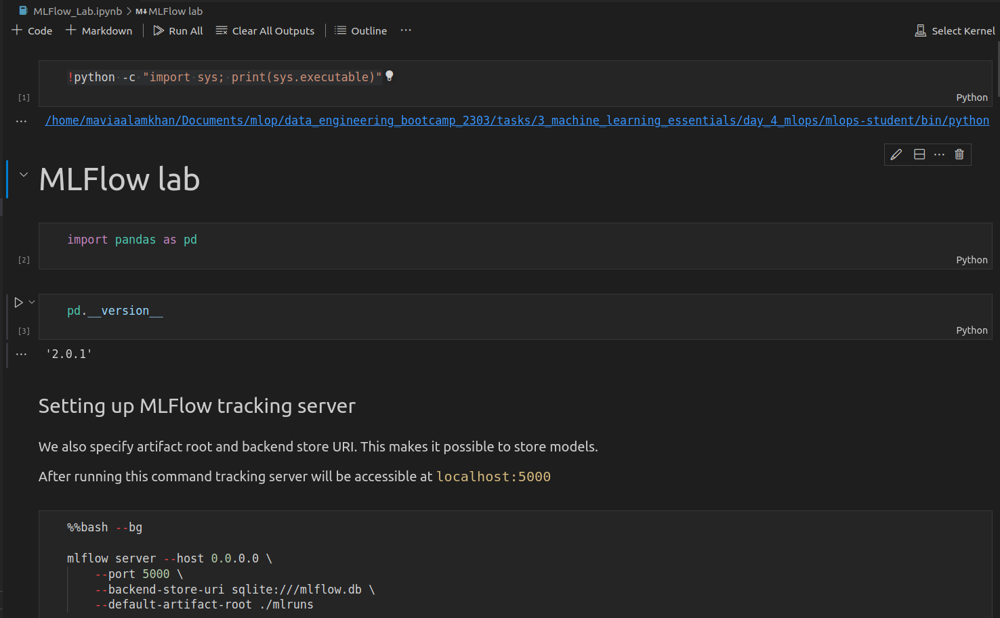 MLFlow_Lab.ipynb > M↓MLFlow lab
+ Code + Markdown | Run All Clear All Outputs | Outline ... Select Kernel
!python -c "import sys; print(sys.executable)"
[1] Python
... /home/maviaalamkhan/Documents/mlop/data_engineering_bootcamp_2303/tasks/3_machine_learning_essentials/day_4_mlops/mlops-student/bin/python
MLFlow lab
import pandas as pd
[2] Python
pd.__version__
[3] Python
... '2.0.1'
Setting up MLFlow tracking server
We also specify artifact root and backend store URI. This makes it possible to store models.
After running this command tracking server will be accessible at localhost:5000
%%bash --bg
mlflow server --host 0.0.0.0 \
--port 5000 \
--backend-store-uri sqlite:///mlflow.db \
--default-artifact-root ./mlruns